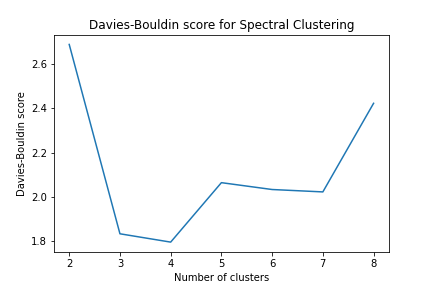 Davies-Bouldin score for Spectral Clustering
2.6
2.4
2.2
2.0
1.8
Davies-Bouldin score
2 3 4 5 6 7 8
Number of clusters